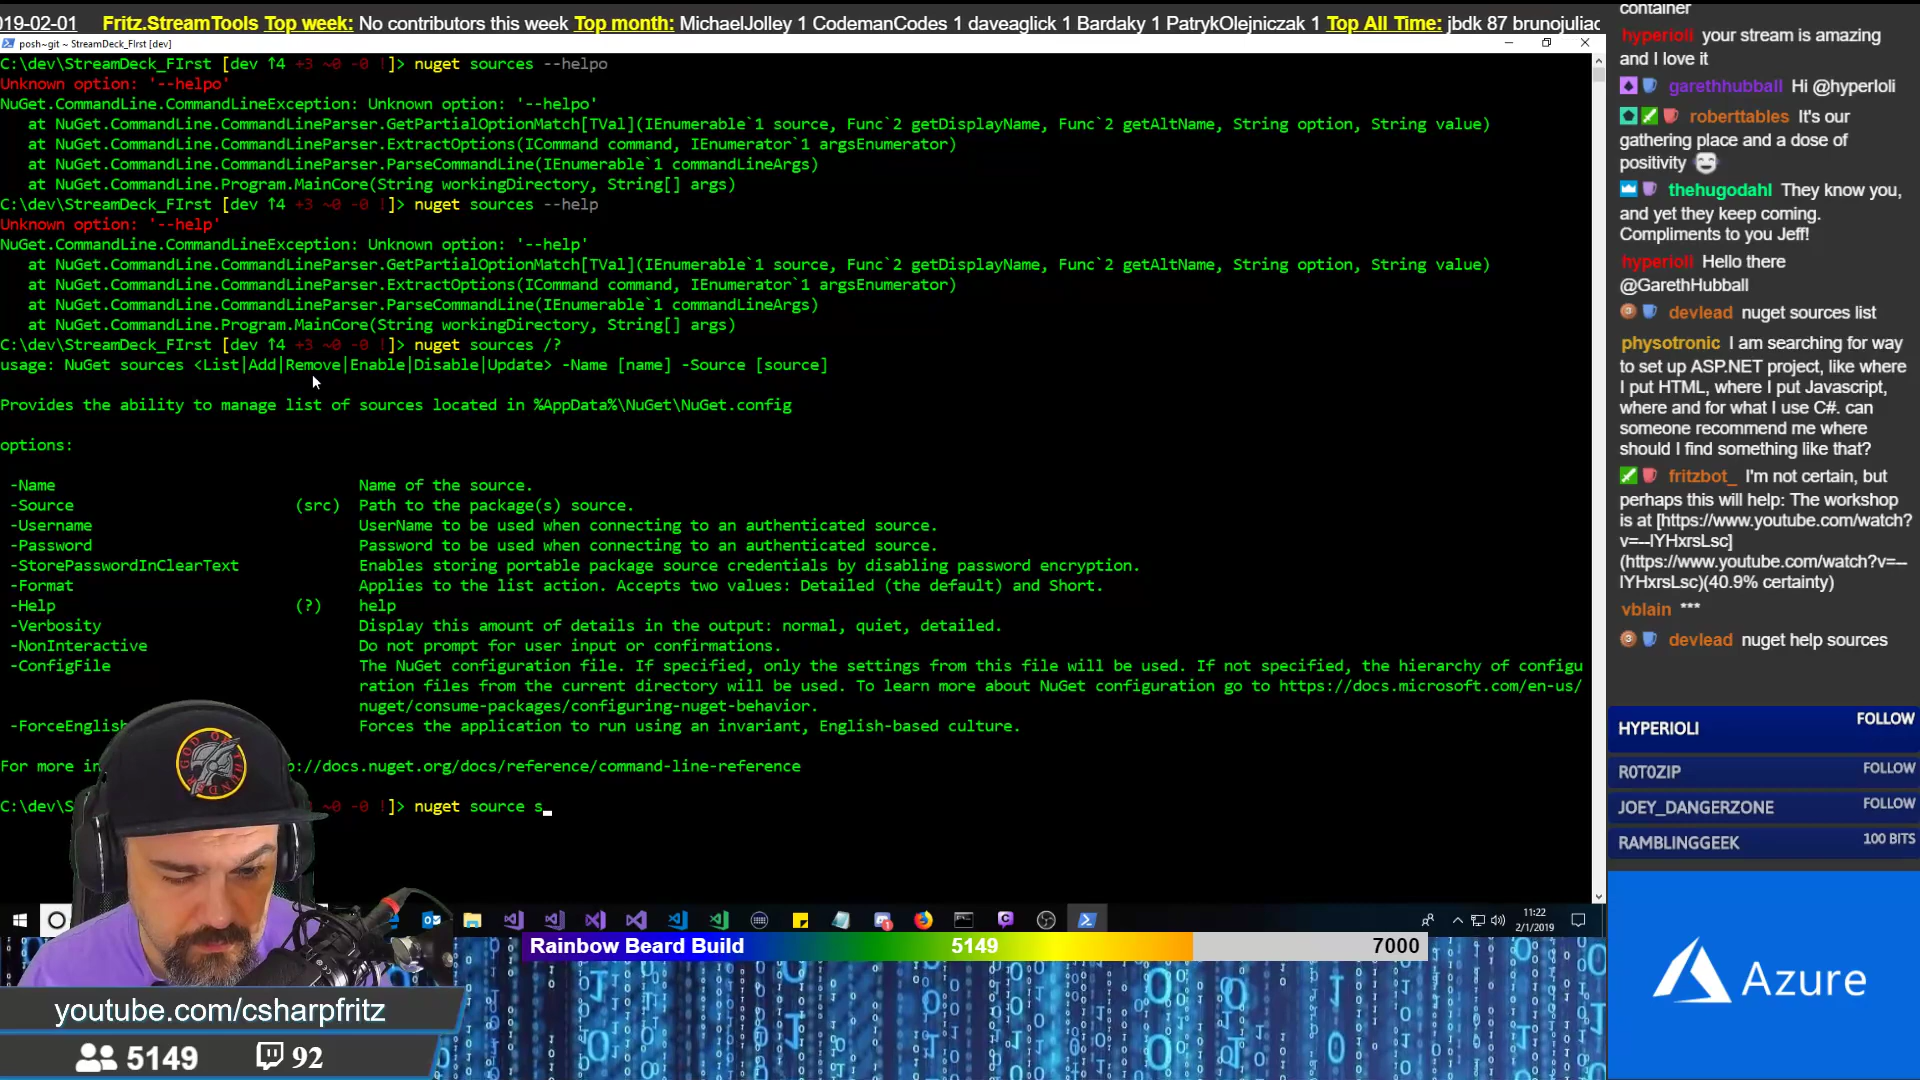 019-02-01 Fritz.StreamTools Top week: No contributors this week Top month: MichaelJolley 1 CodemanCodes 1 daveaglick 1 Bardaky 1 PatrykOlejniczak 1 Top All Time: jbdk 87 brunojuliao
posh~git ~ StreamDeck_FIrst [dev]
C:\dev\StreamDeck_FIrst [dev ↑4 +3 ~0 -0 !]> nuget sources --helpo
Unknown option: '--helpo'
NuGet.CommandLine.CommandLineException: Unknown option: '--helpo'
at NuGet.CommandLine.CommandLineParser.GetPartialOptionMatch[TVal](IEnumerable`1 source, Func`2 getDisplayName, Func`2 getAltName, String option, String value)
at NuGet.CommandLine.CommandLineParser.ExtractOptions(ICommand command, IEnumerator`1 argsEnumerator)
at NuGet.CommandLine.CommandLineParser.ParseCommandLine(IEnumerable`1 commandLineArgs)
at NuGet.CommandLine.Program.MainCore(String workingDirectory, String[] args)
C:\dev\StreamDeck_FIrst [dev ↑4 +3 ~0 -0 !]> nuget sources --help
Unknown option: '--help'
NuGet.CommandLine.CommandLineException: Unknown option: '--help'
at NuGet.CommandLine.CommandLineParser.GetPartialOptionMatch[TVal](IEnumerable`1 source, Func`2 getDisplayName, Func`2 getAltName, String option, String value)
at NuGet.CommandLine.CommandLineParser.ExtractOptions(ICommand command, IEnumerator`1 argsEnumerator)
at NuGet.CommandLine.CommandLineParser.ParseCommandLine(IEnumerable`1 commandLineArgs)
at NuGet.CommandLine.Program.MainCore(String workingDirectory, String[] args)
C:\dev\StreamDeck_FIrst [dev ↑4 +3 ~0 -0 !]> nuget sources /?
usage: NuGet sources <List|Add|Remove|Enable|Disable|Update> -Name [name] -Source [source]
Provides the ability to manage list of sources located in %AppData%\NuGet\NuGet.config
options:
-Name Name of the source.
-Source (src) Path to the package(s) source.
-Username UserName to be used when connecting to an authenticated source.
-Password Password to be used when connecting to an authenticated source.
-StorePasswordInClearText Enables storing portable package source credentials by disabling password encryption.
-Format Applies to the list action. Accepts two values: Detailed (the default) and Short.
-Help (?) help
-Verbosity Display this amount of details in the output: normal, quiet, detailed.
-NonInteractive Do not prompt for user input or confirmations.
-ConfigFile The NuGet configuration file. If specified, only the settings from this file will be used. If not specified, the hierarchy of configu
ration files from the current directory will be used. To learn more about NuGet configuration go to https://docs.microsoft.com/en-us/
nuget/consume-packages/configuring-nuget-behavior.
-ForceEnglish Forces the application to run using an invariant, English-based culture.
For more in p://docs.nuget.org/docs/reference/command-line-reference
C:\dev\S 3 ~0 -0 !]> nuget source s_
container
hyperioli your stream is amazing
and I love it
garethhubball Hi @hyperIoli
roberttables It's our
gathering place and a dose of
positivity
thehugodahl They know you,
and yet they keep coming.
Compliments to you Jeff!
hyperioli Hello there
@GarethHubball
devlead nuget sources list
physotronic I am searching for way
to set up ASP.NET project, like where
I put HTML, where I put Javascript,
where and for what I use C#. can
someone recommend me where
should I find something like that?
fritzbot_ I'm not certain, but
perhaps this will help: The workshop
is at [https://www.youtube.com/watch?
v=--lYHxrsLsc]
(https://www.youtube.com/watch?v=--
lYHxrsLsc)(40.9% certainty)
vblain ***
devlead nuget help sources
HYPERIOLI FOLLOW
R0T0ZIP FOLLOW
JOEY_DANGERZONE FOLLOW
RAMBLINGGEEK 100 BITS
Azure
GOD OF THUNDER
11:22
2/1/2019
Rainbow Beard Build 5149 7000
youtube.com/csharpfritz
5149 92